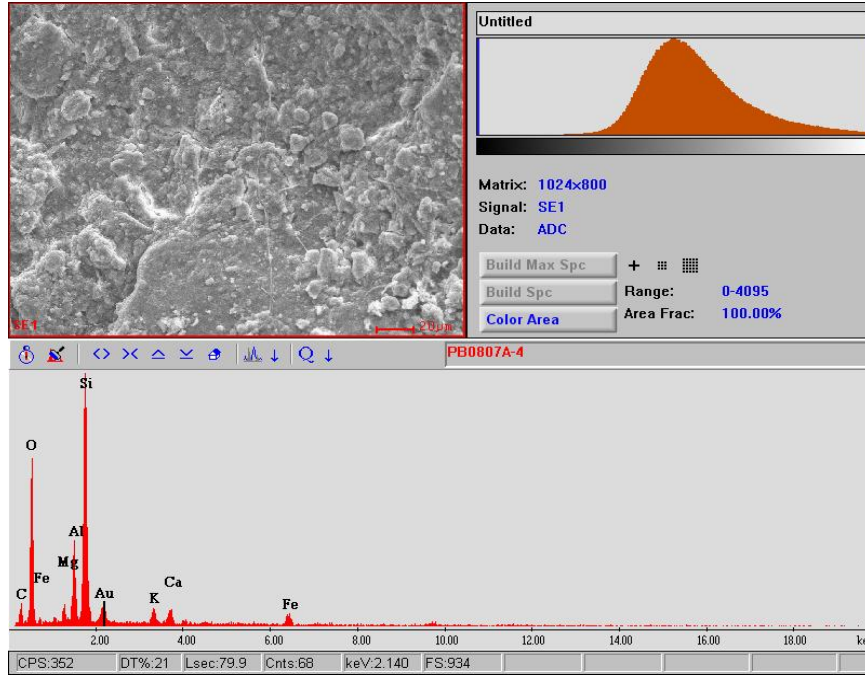 Untitled
Matrix: 1024x800
Signal: SE1
Data: ADC
Build Max Spc
Build Spc
Range: 0-4095
Color Area
Area Frac: 100.00%
SE1
20µm
Q
PB0807A-4
Si
O
Al
Mg
Fe
C
Au
K
Ca
Fe
2.00 4.00 6.00 8.00 10.00 12.00 14.00 16.00 18.00
CPS:352 DT%:21 Lsec:79.9 Cnts:68 keV:2.140 FS:934